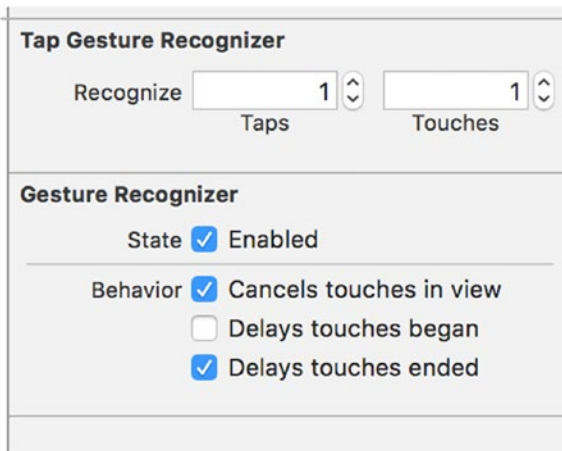 Tap Gesture Recognizer
Recognize 1 1
Taps Touches
Gesture Recognizer
State Enabled
Behavior Cancels touches in view
Delays touches began
Delays touches ended